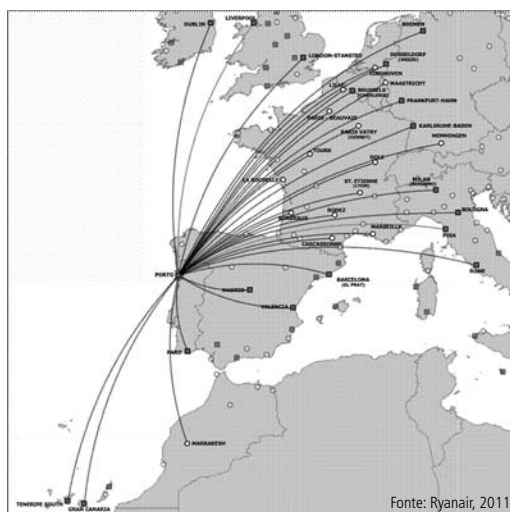 DUBLIN
LIVERPOOL
BREMEN
LONDON-STANSTED
DUSSELDORF
(WEEZE)
EINDHOVEN
MAASTRICHT
LILLE
BRUSSELS
(CHARLEROI)
FRANKFURT-HAHN
PARIS - BEAUVAIS
KARLSRUHE-BADEN
PARIS VATRY
(DISNEY)
MEMMINGEN
TOURS
DOLE
LA ROCHELLE
ST. ETIENNE
(LYON)
MILAN
(BERGAMO)
RODEZ
BORDEAUX
BOLOGNA
MARSEILLE
PISA
CARCASSONNE
ROME
PORTO
BARCELONA
(EL PRAT)
MADRID
VALENCIA
FARO
MARRAKESH
TENERIFE SOUTH
GRAN CANARIA
Fonte: Ryanair, 2011